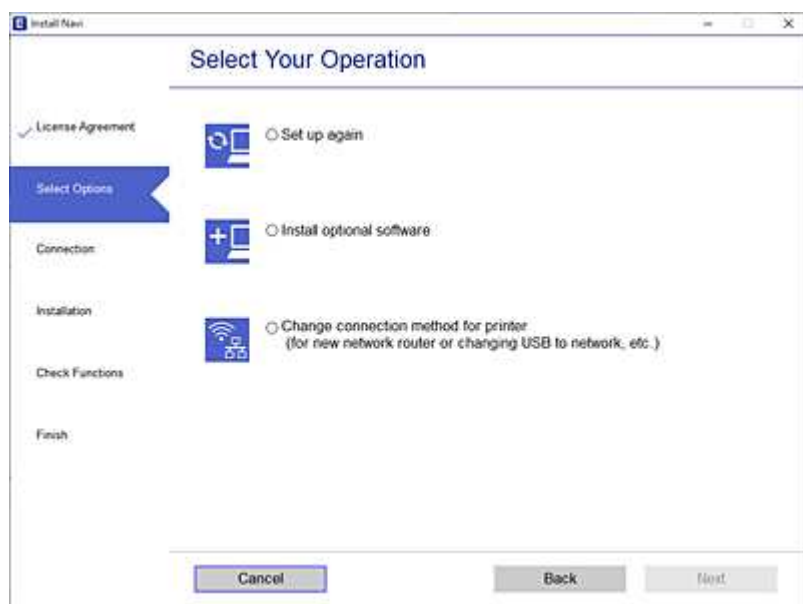 Install Navi
Select Your Operation
License Agreement
Select Options
Connection
Installation
Check Functions
Finish
Set up again
Install optional software
Change connection method for printer
(for new network router or changing USB to network, etc.)
Cancel
Back
Next